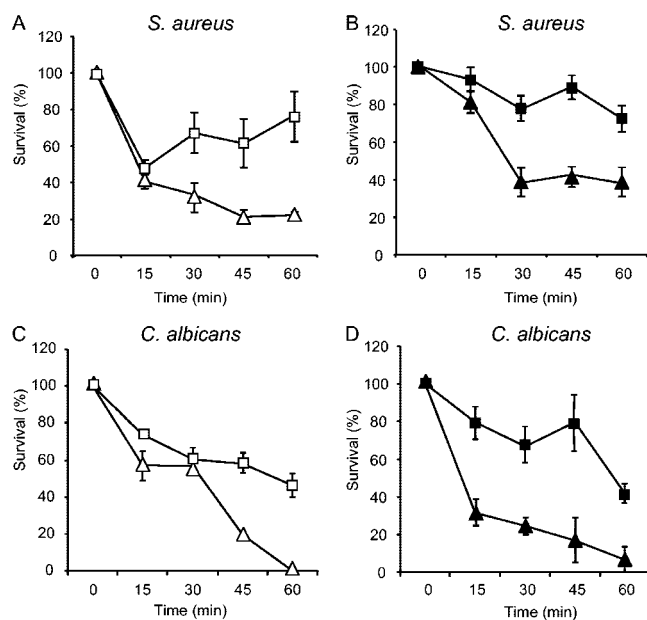 A
S. aureus
120
100
80
60
40
20
0
Survival (%)
0 15 30 45 60
Time (min)
B
S. aureus
120
100
80
60
40
20
0
Survival (%)
0 15 30 45 60
Time (min)
C
C. albicans
120
100
80
60
40
20
0
Survival (%)
0 15 30 45 60
Time (min)
D
C. albicans
120
100
80
60
40
20
0
Survival (%)
0 15 30 45 60
Time (min)